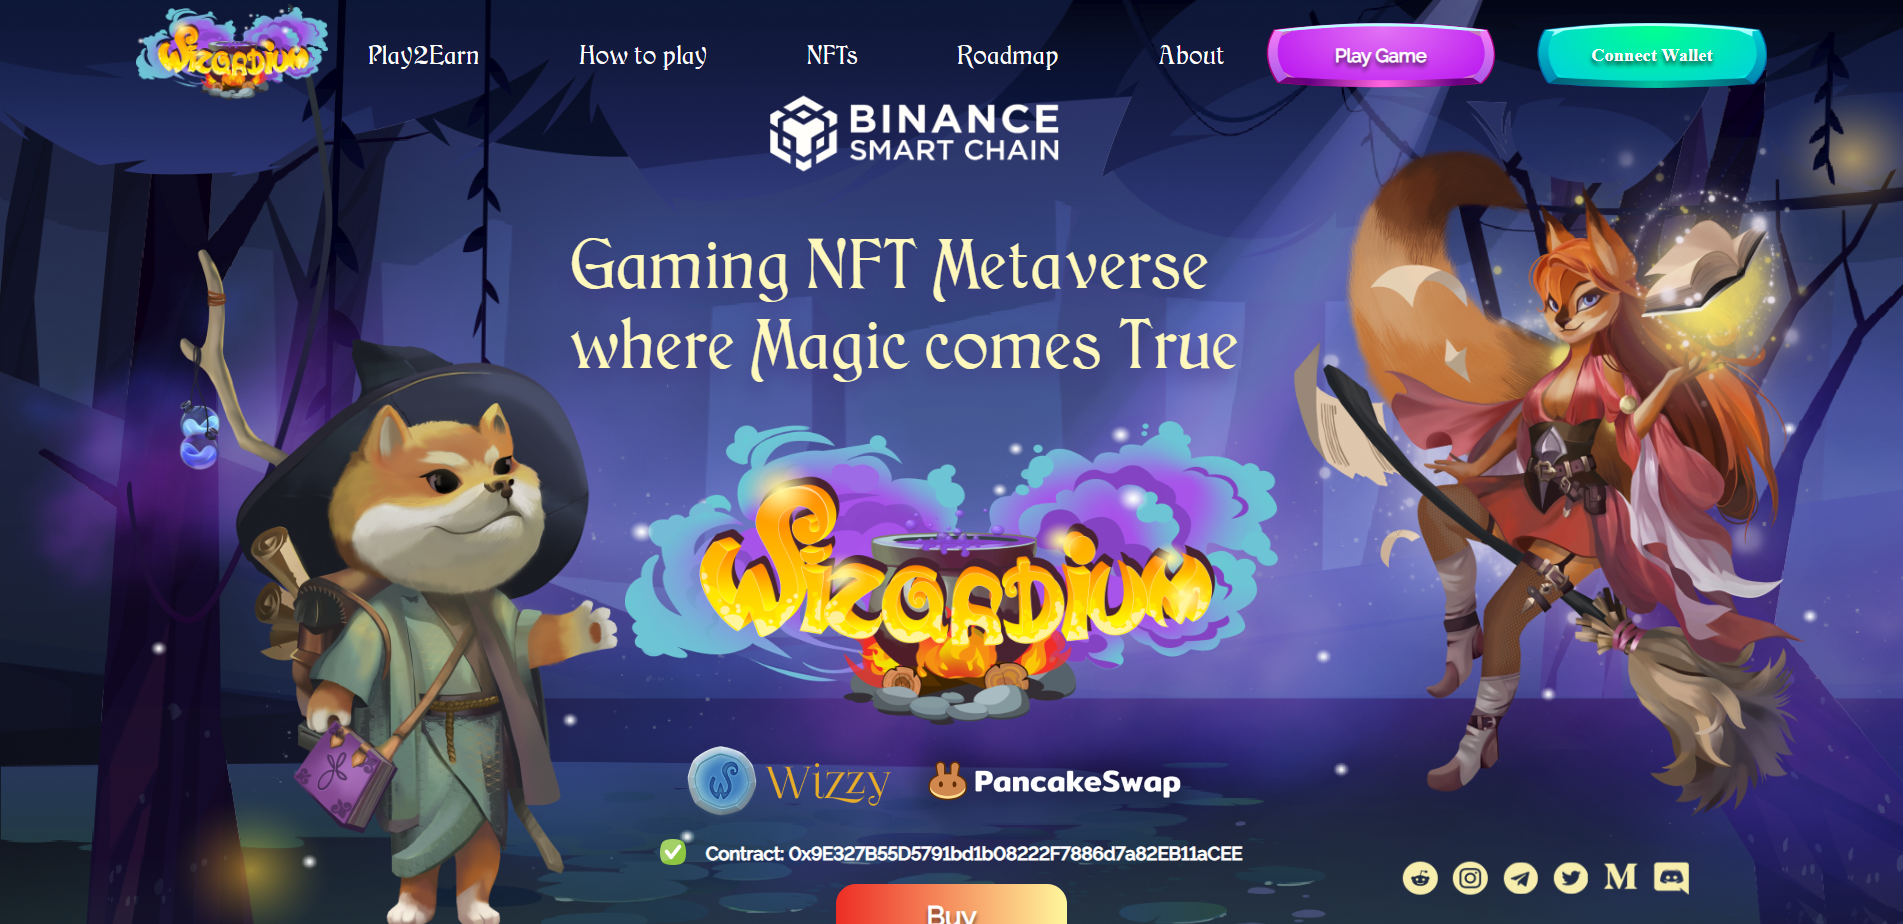 Wizardium
Play2Earn
How to play
NFTs
Roadmap
About
Play Game
Connect Wallet
BINANCE
SMART CHAIN
Gaming NFT Metaverse
where Magic comes True
Wizardium
Wizzy
PancakeSwap
Contract: 0x9E327B55D5791bd1b08222F7886d7a82EB11aCEE
Buy